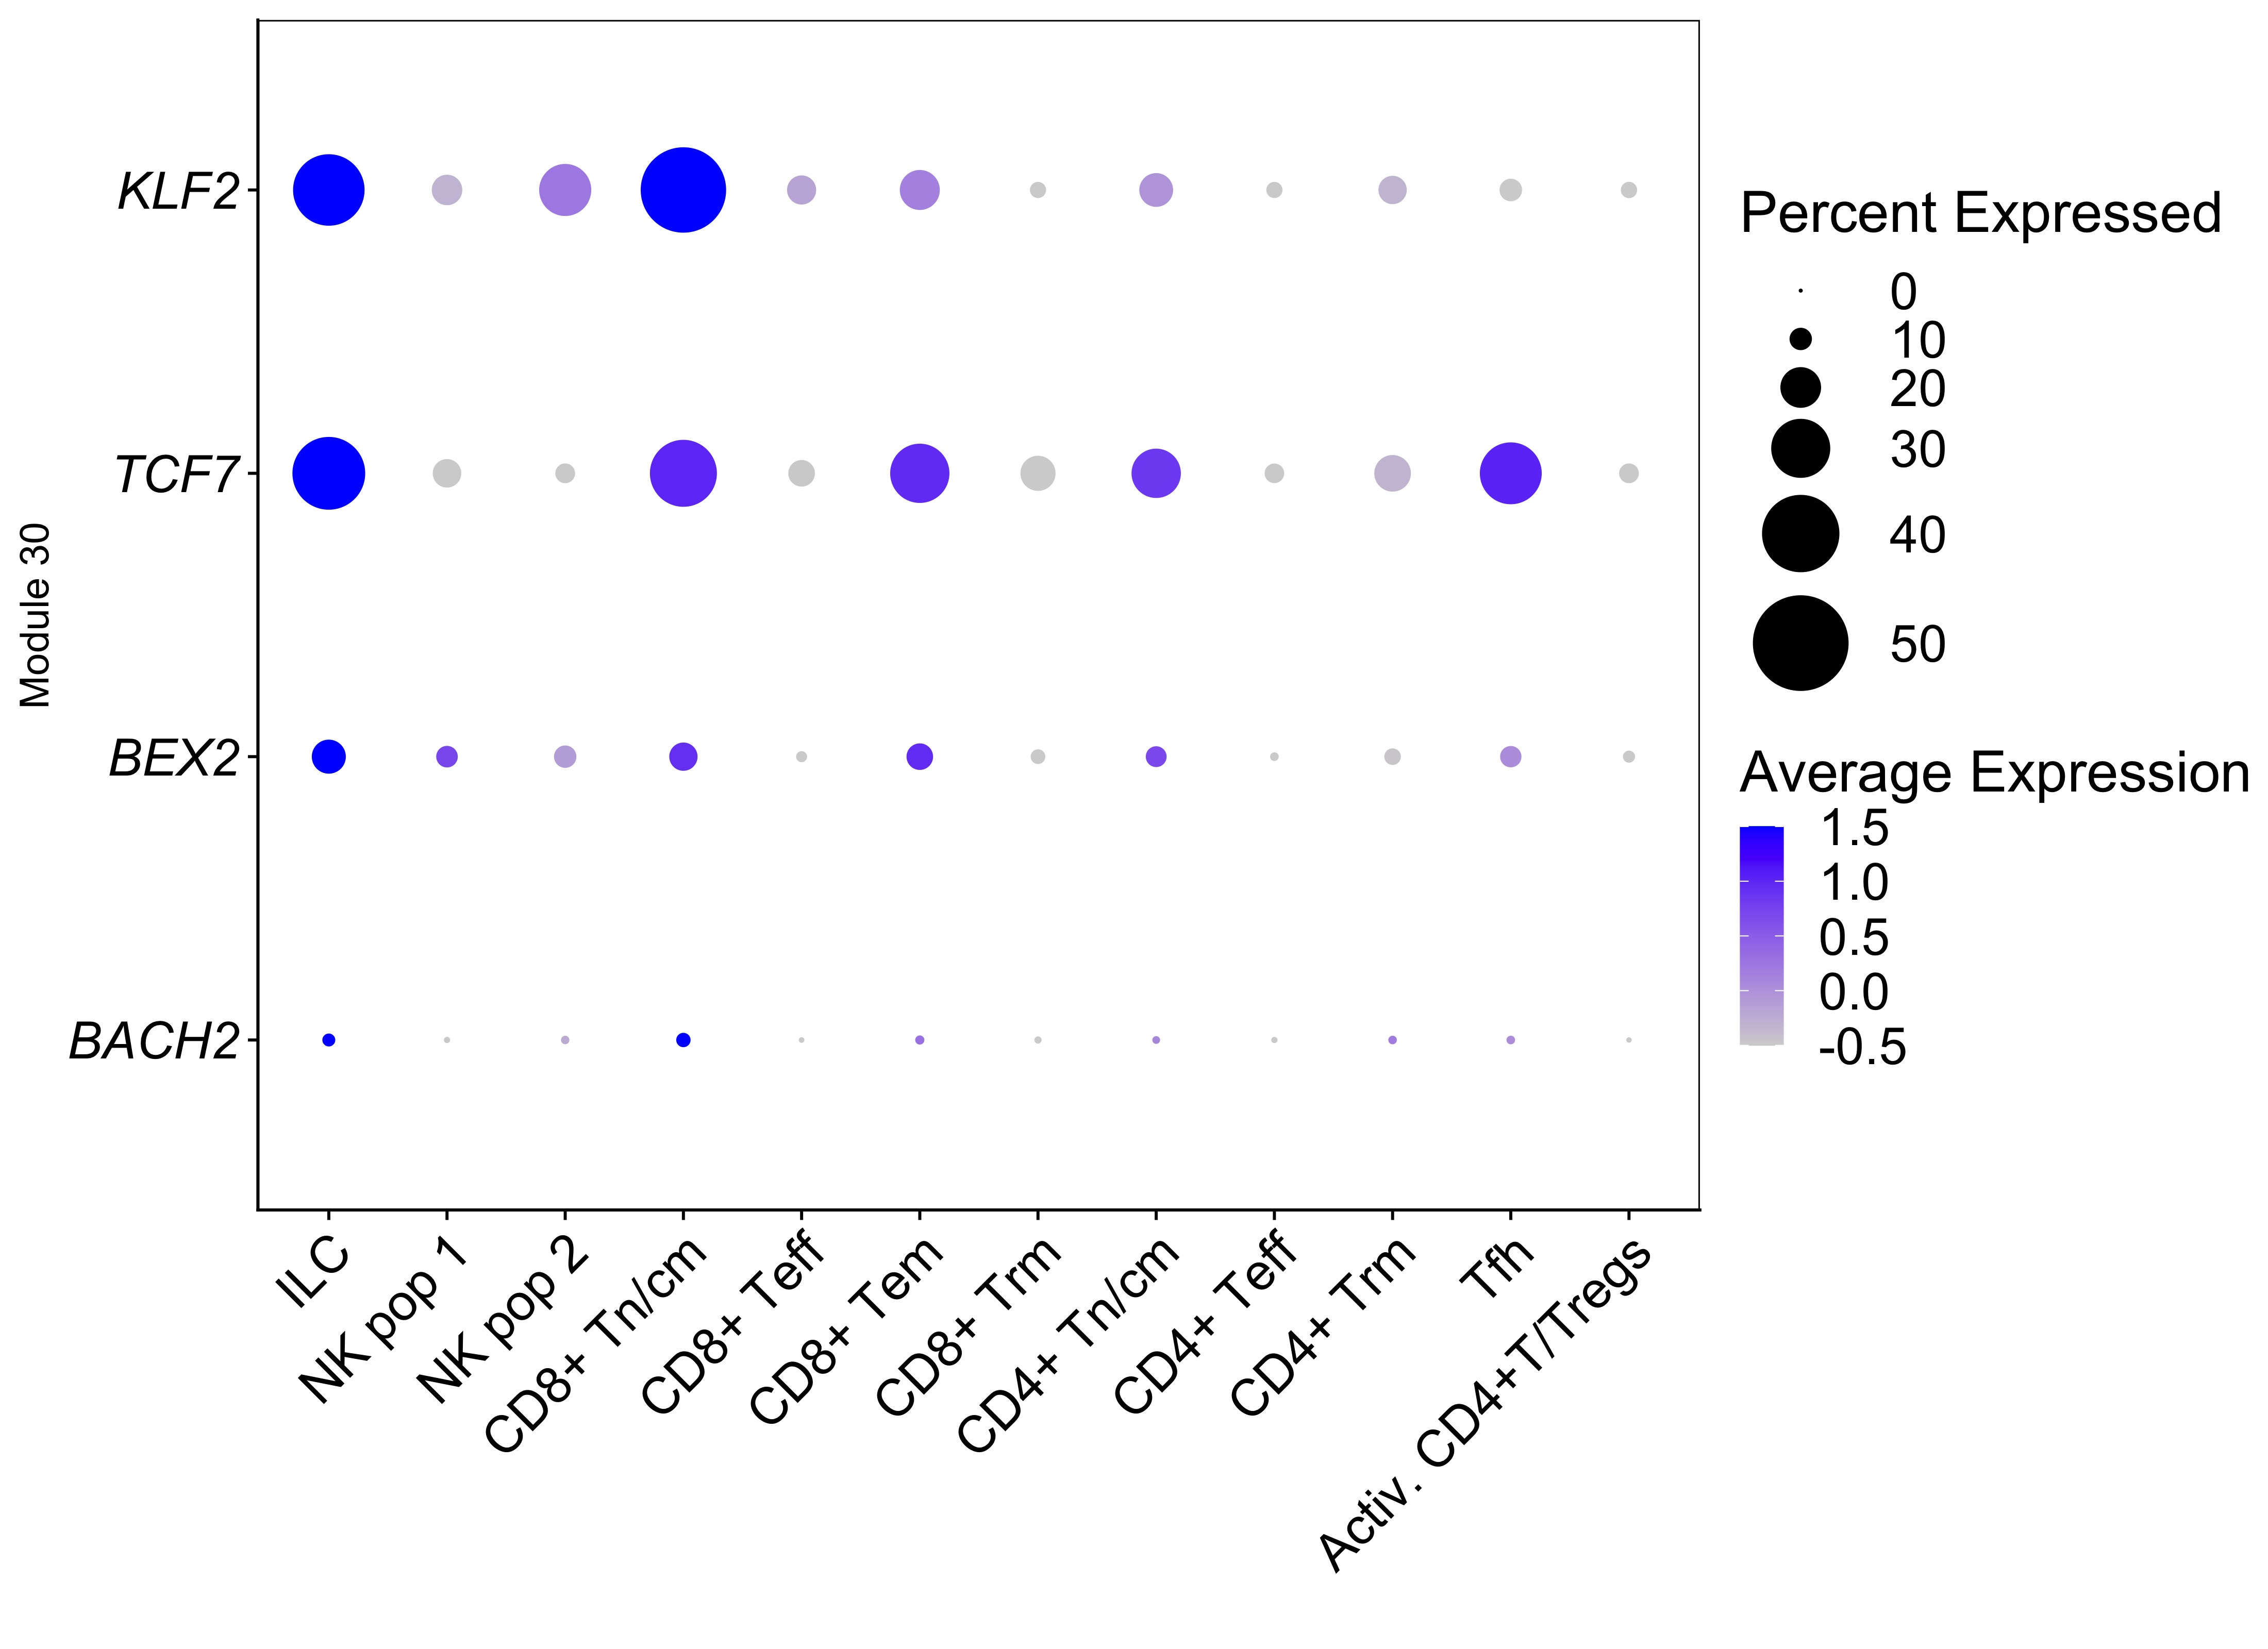 Module 30
KLF2
TCF7
BEX2
BACH2
ILC
NK pop 1
NK pop 2
CD8+ Tn/cm
CD8+ Teff
CD8+ Tem
CD8+ Trm
CD4+ Tn/cm
CD4+ Teff
CD4+ Trm
Tfh
Activ. CD4+T/Tregs
Percent Expressed
0
10
20
30
40
50
Average Expression
1.5
1.0
0.5
0.0
-0.5